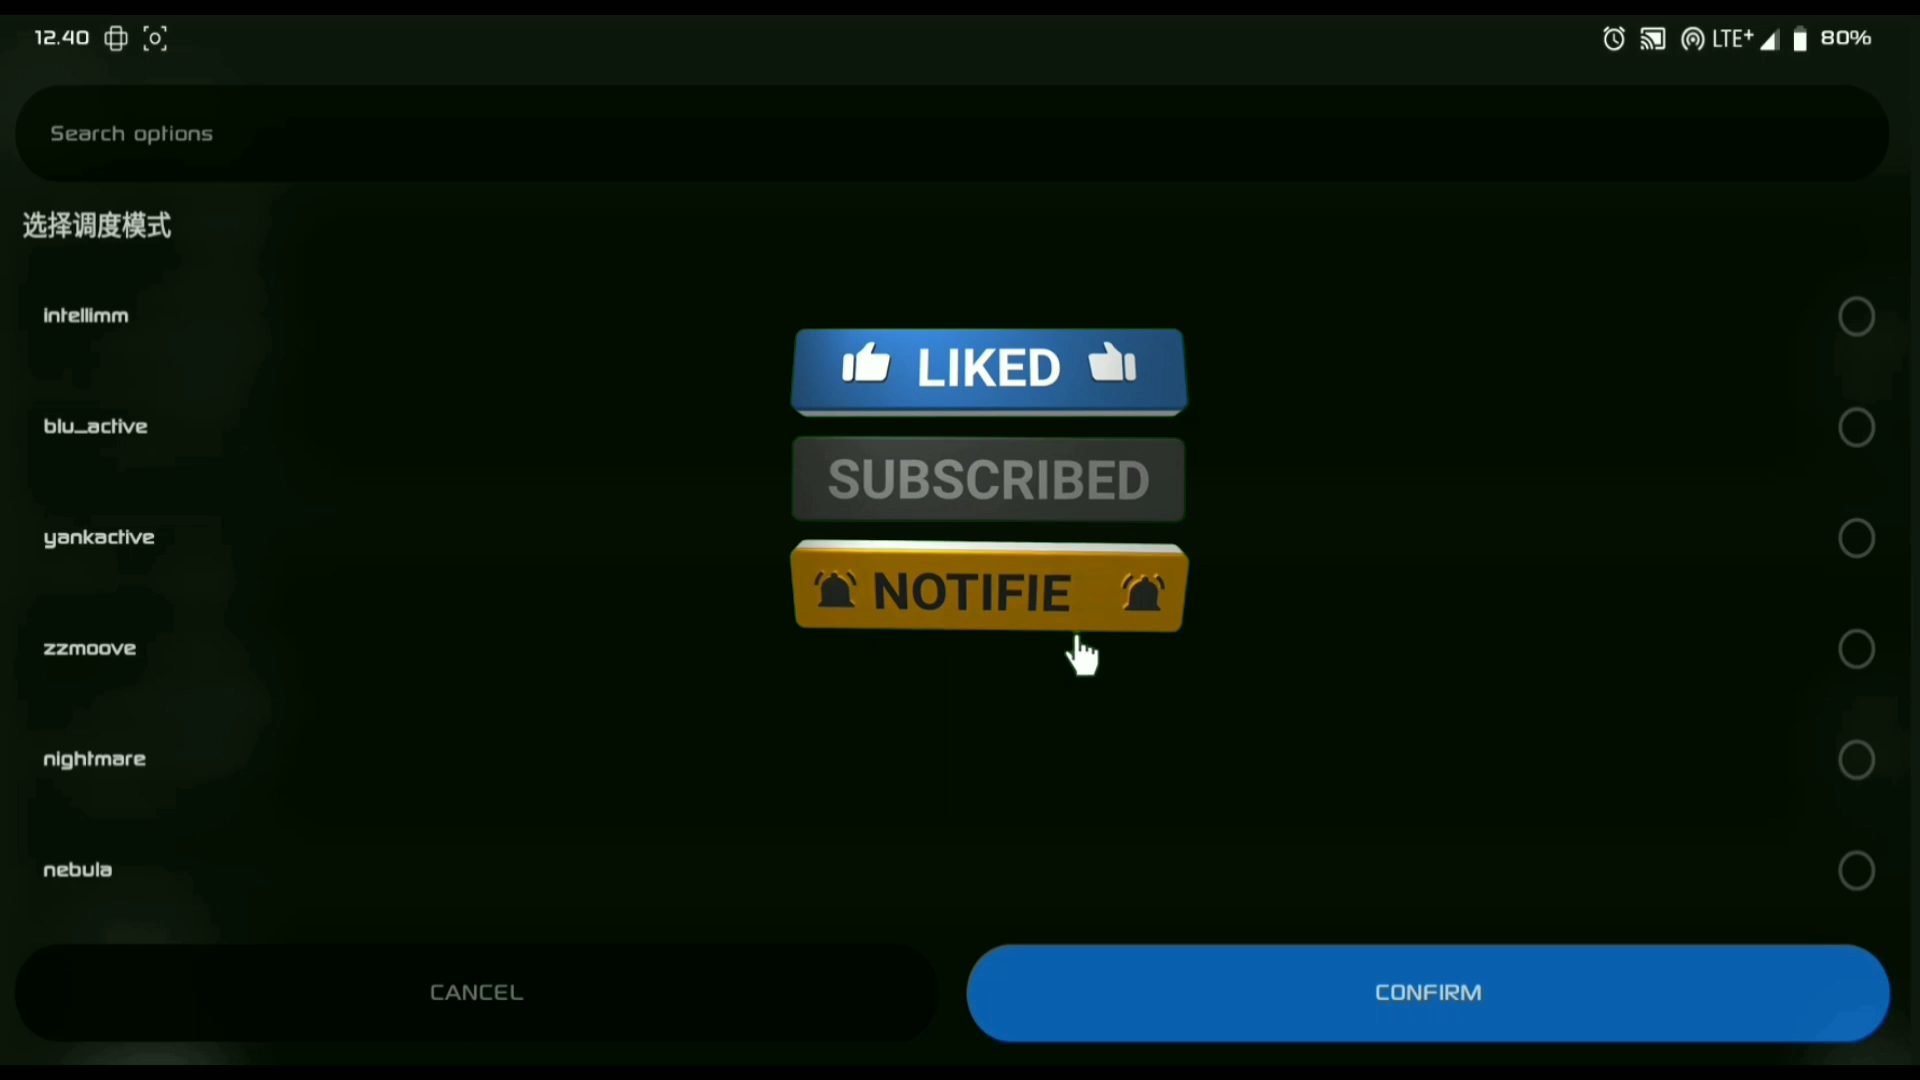 12.40
LTE+ 80%
Search options
选择调度模式
intellimm
blu_active
yankactive
zzmoove
nightmare
nebula
LIKED
SUBSCRIBED
NOTIFIE
CANCEL
CONFIRM